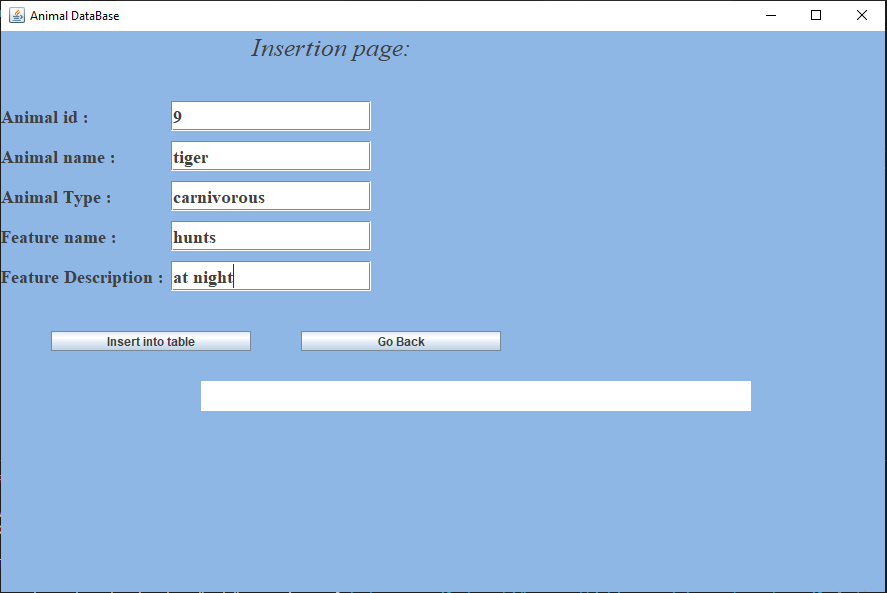 Animal DataBase
Insertion page:
Animal id : 9
Animal name : tiger
Animal Type : carnivorous
Feature name : hunts
Feature Description : at night
Insert into table Go Back